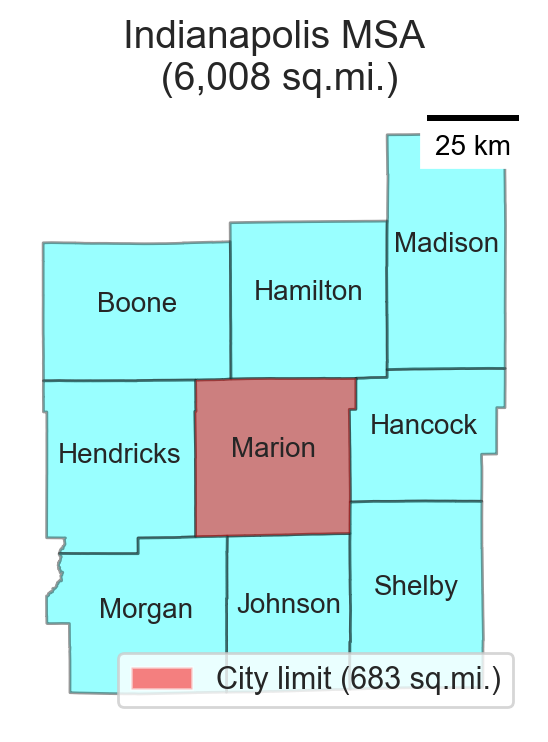 Indianapolis MSA
(6,008 sq.mi.)
25 km
Madison
Hamilton
Boone
Hancock
Marion
Hendricks
Shelby
Johnson
Morgan
City limit (683 sq.mi.)